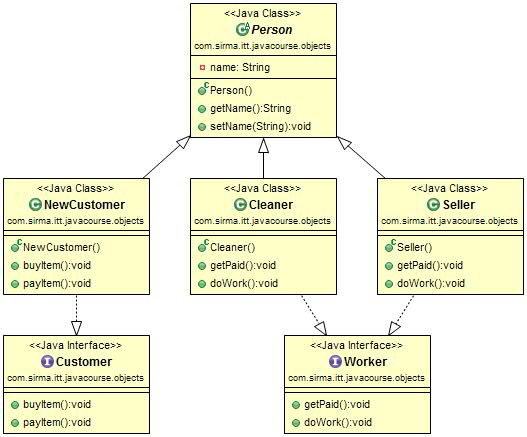 <<Java Class>>
Person
com.sirma.itt.javacourse.objects
name: String
Person()
getName():String
setName(String):void
<<Java Class>>
NewCustomer
com.sirma.itt.javacourse.objects
NewCustomer()
buyItem():void
payItem():void
<<Java Class>>
Cleaner
com.sirma.itt.javacourse.objects
Cleaner()
getPaid():void
doWork():void
<<Java Class>>
Seller
com.sirma.itt.javacourse.objects
Seller()
getPaid():void
doWork():void
<<Java Interface>>
Customer
com.sirma.itt.javacourse.objects
buyItem():void
payItem():void
<<Java Interface>>
Worker
com.sirma.itt.javacourse.objects
getPaid():void
doWork():void